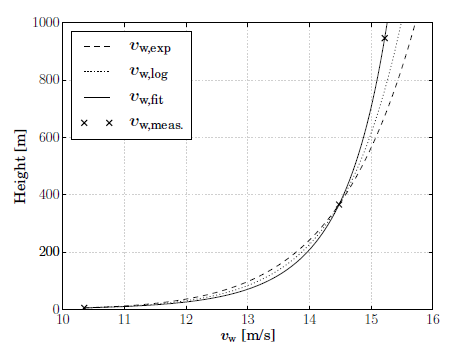 1000
800
600
400
200
0
Height [m]
v_w,exp
v_w,log
v_w,fit
v_w,meas.
10 11 12 13 14 15 16
v_w [m/s]